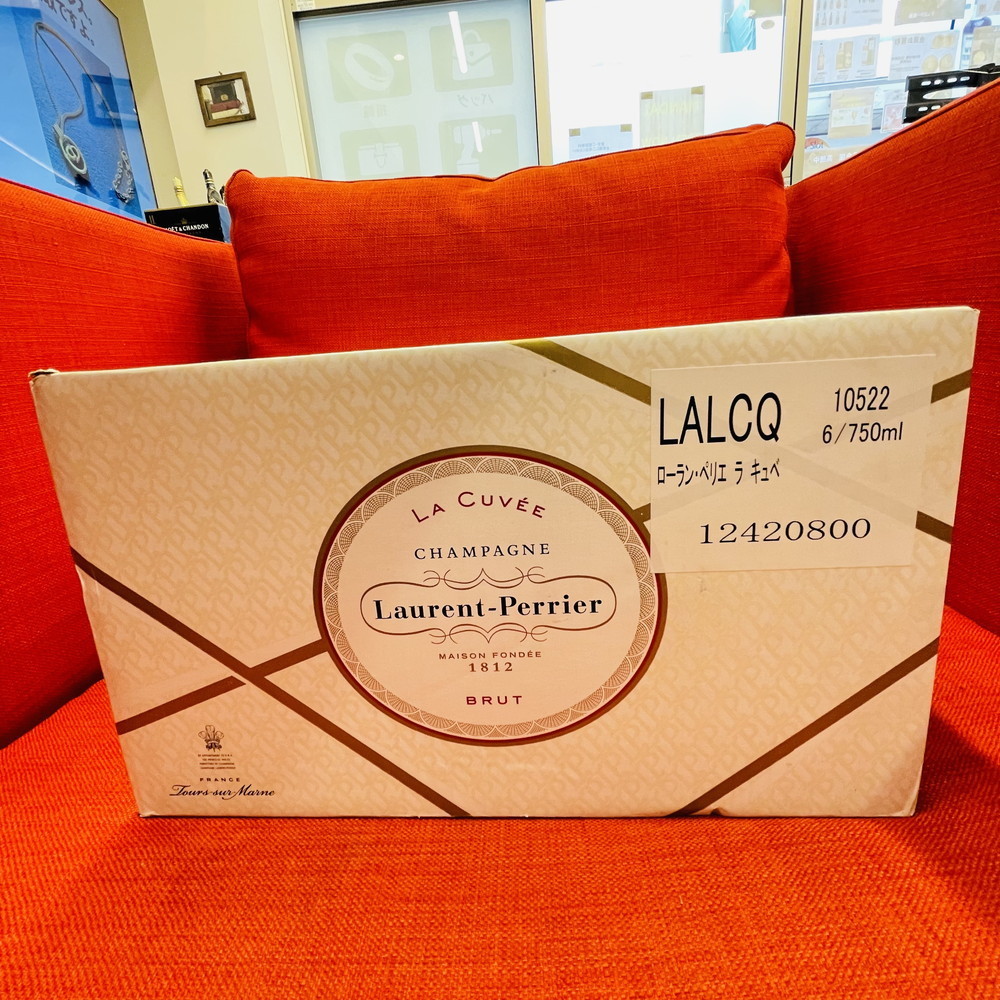 MOËT & CHANDON
LALCQ
10522
6/750ml
ローラン・ペリエ ラ キュベ
12420800
LA CUVÉE
CHAMPAGNE
Laurent-Perrier
MAISON FONDÉE
1812
BRUT
FRANCE
Tours-sur-Marne